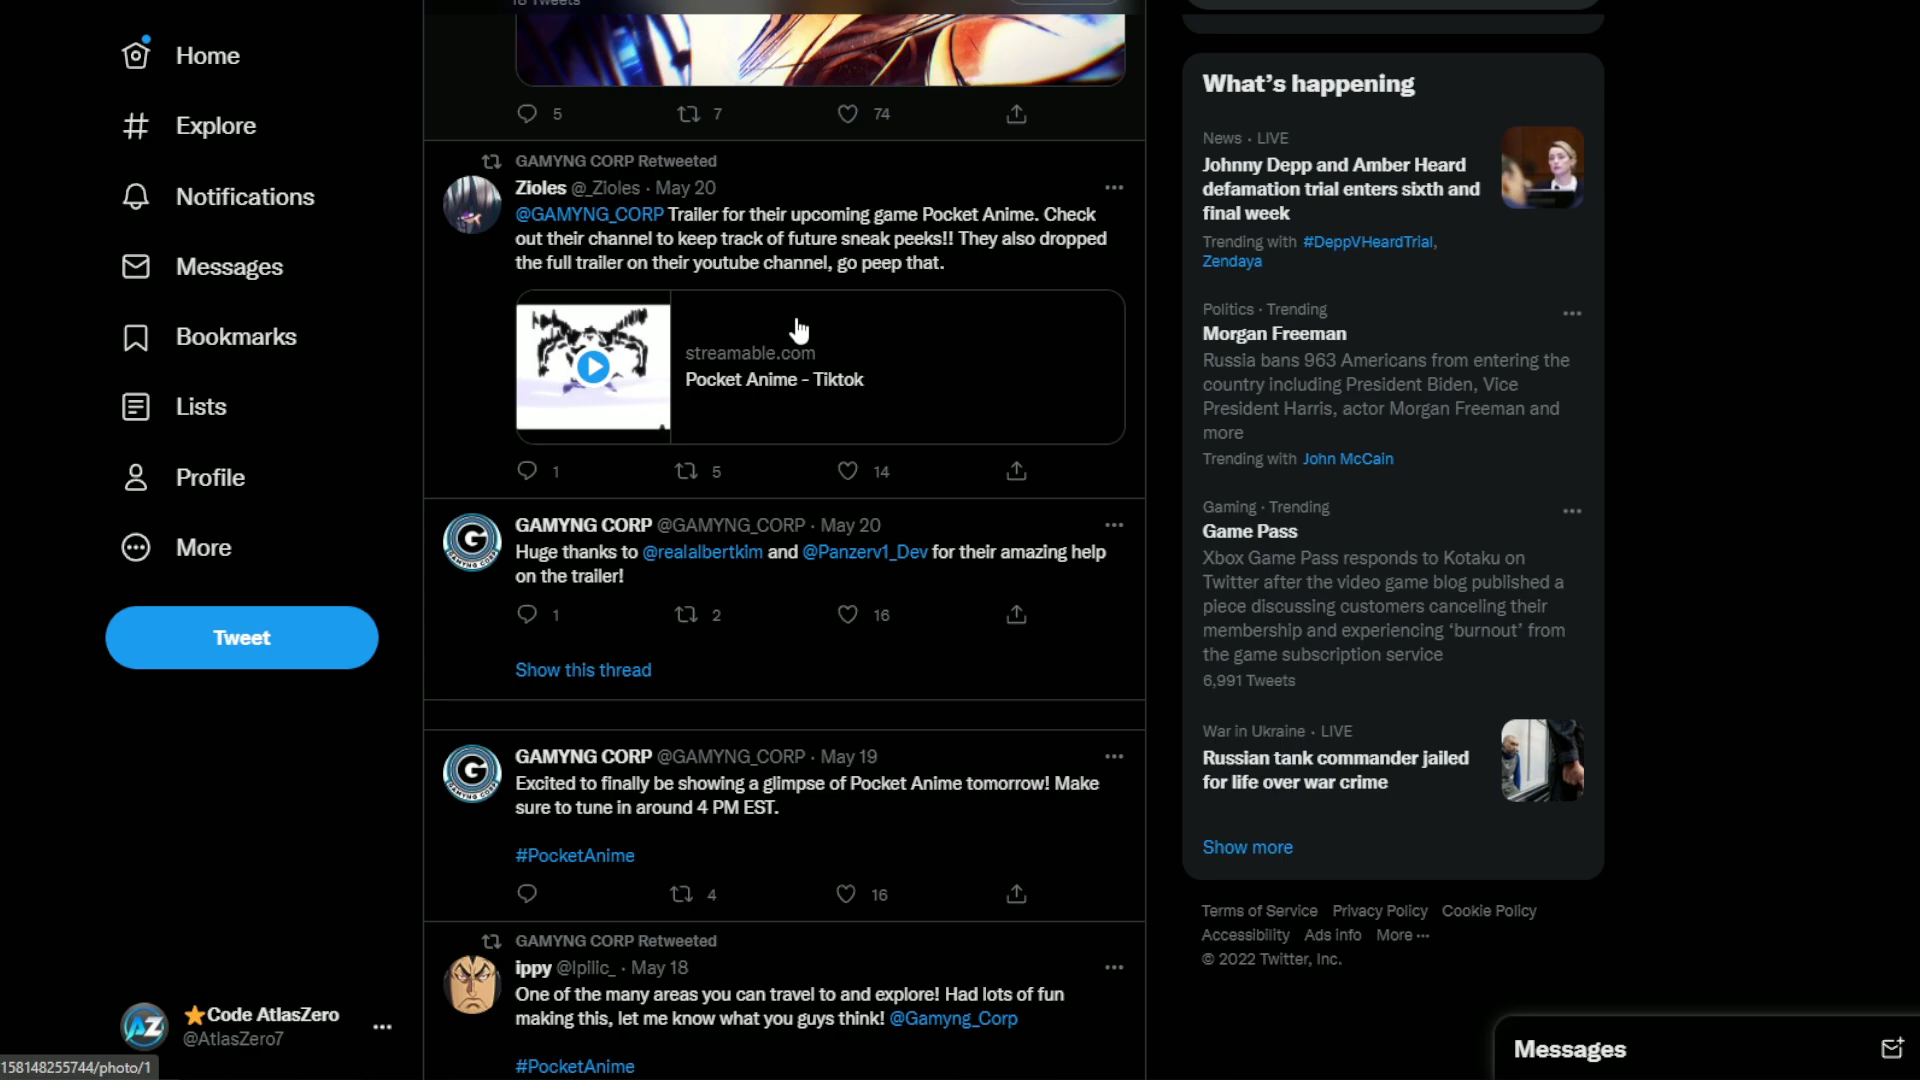 Home
Explore
Notifications
Messages
Bookmarks
Lists
Profile
More
Tweet
⭐Code AtlasZero
@AtlasZero7
158148255744/photo/1
18 Tweets
5 7 74
GAMYNG CORP Retweeted
Zioles @_Zioles · May 20
@GAMYNG_CORP Trailer for their upcoming game Pocket Anime. Check
out their channel to keep track of future sneak peeks!! They also dropped
the full trailer on their youtube channel, go peep that.
streamable.com
Pocket Anime - Tiktok
1 5 14
GAMYNG CORP @GAMYNG_CORP · May 20
Huge thanks to @realalbertkim and @Panzerv1_Dev for their amazing help
on the trailer!
1 2 16
Show this thread
GAMYNG CORP @GAMYNG_CORP · May 19
Excited to finally be showing a glimpse of Pocket Anime tomorrow! Make
sure to tune in around 4 PM EST.
#PocketAnime
4 16
GAMYNG CORP Retweeted
ippy @Ipilic_ · May 18
One of the many areas you can travel to and explore! Had lots of fun
making this, let me know what you guys think! @Gamyng_Corp
#PocketAnime
What's happening
News · LIVE
Johnny Depp and Amber Heard
defamation trial enters sixth and
final week
Trending with #DeppVHeardTrial,
Zendaya
Politics · Trending
Morgan Freeman
Russia bans 963 Americans from entering the
country including President Biden, Vice
President Harris, actor Morgan Freeman and
more
Trending with John McCain
Gaming · Trending
Game Pass
Xbox Game Pass responds to Kotaku on
Twitter after the video game blog published a
piece discussing customers canceling their
membership and experiencing 'burnout' from
the game subscription service
6,991 Tweets
War in Ukraine · LIVE
Russian tank commander jailed
for life over war crime
Show more
Terms of Service Privacy Policy Cookie Policy
Accessibility Ads info More ···
© 2022 Twitter, Inc.
Messages